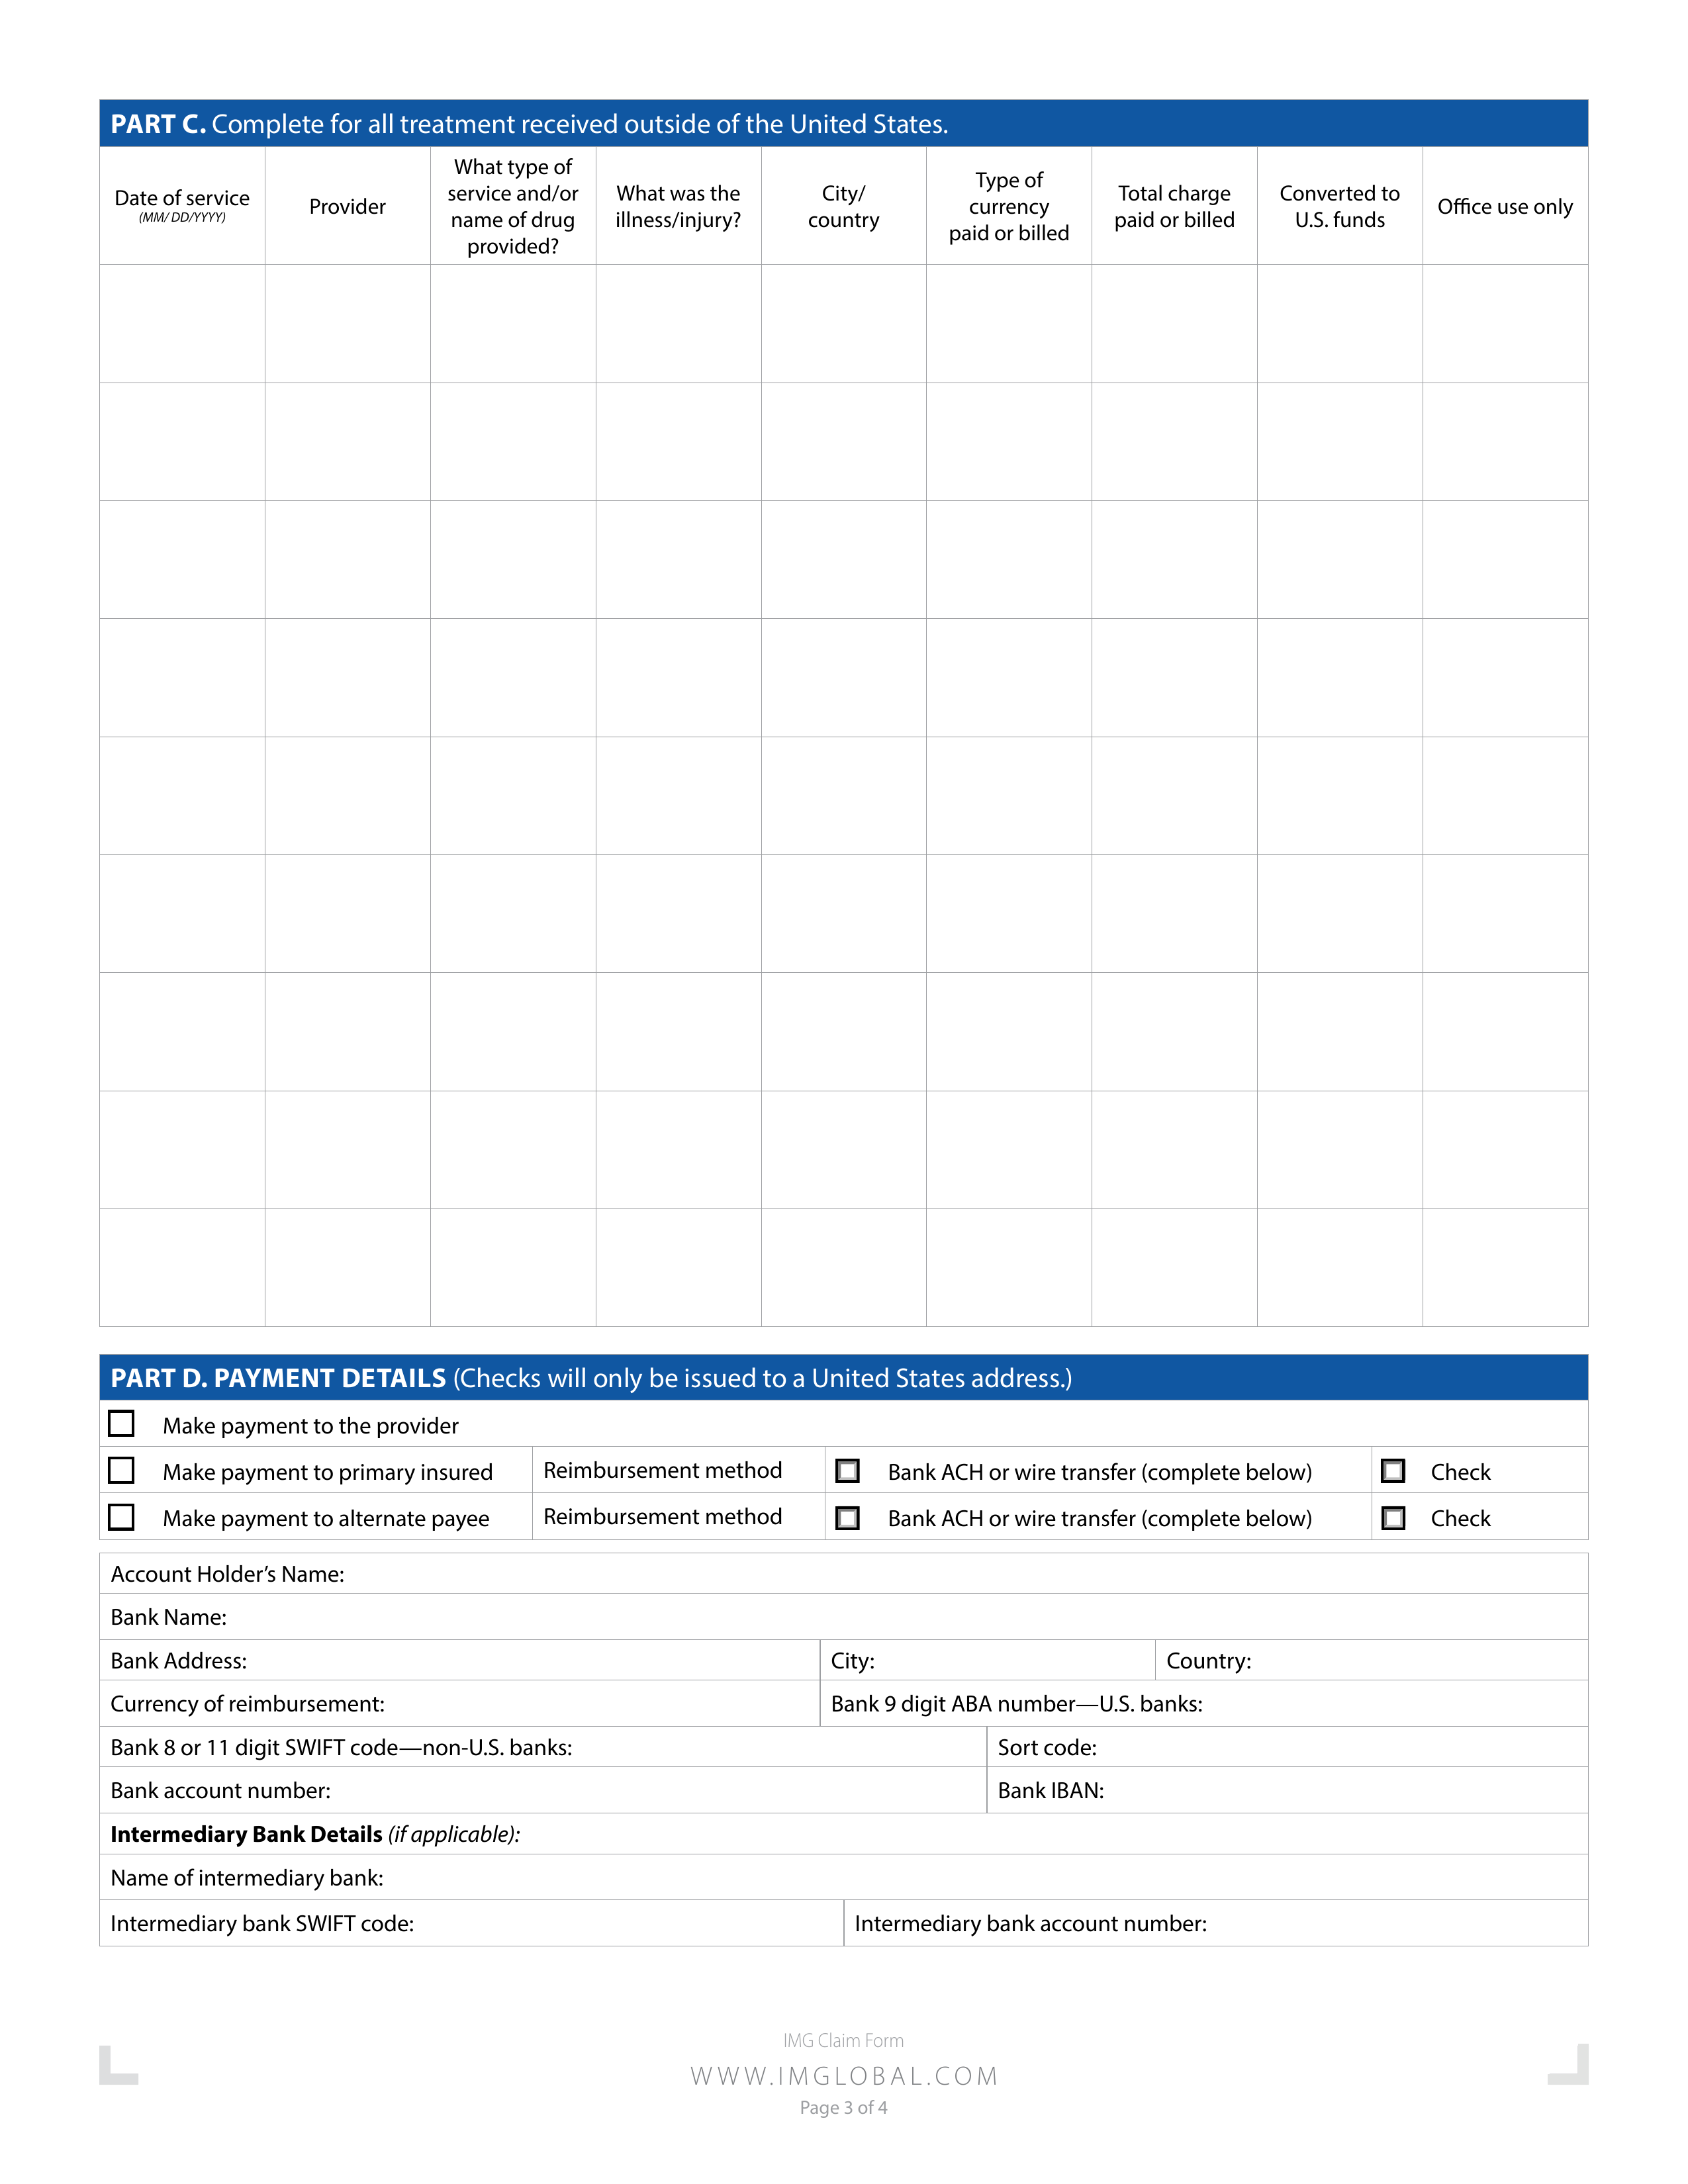 PART C. Complete for all treatment received outside of the United States.
Date of service
(MM/ DD/YYYY)
Provider
What type of
service and/or
name of drug
provided?
What was the
illness/injury?
City/
country
Type of
currency
paid or billed
Total charge
paid or billed
Converted to
U.S. funds
Office use only
PART D. PAYMENT DETAILS (Checks will only be issued to a United States address.)
Make payment to the provider
Make payment to primary insured Reimbursement method Bank ACH or wire transfer (complete below) Check
Make payment to alternate payee Reimbursement method Bank ACH or wire transfer (complete below) Check
Account Holder’s Name:
Bank Name:
Bank Address: City: Country:
Currency of reimbursement: Bank 9 digit ABA number—U.S. banks:
Bank 8 or 11 digit SWIFT code—non-U.S. banks: Sort code:
Bank account number: Bank IBAN:
Intermediary Bank Details (if applicable):
Name of intermediary bank:
Intermediary bank SWIFT code: Intermediary bank account number:
IMG Claim Form
WWW.IMGLOBAL.COM
Page 3 of 4